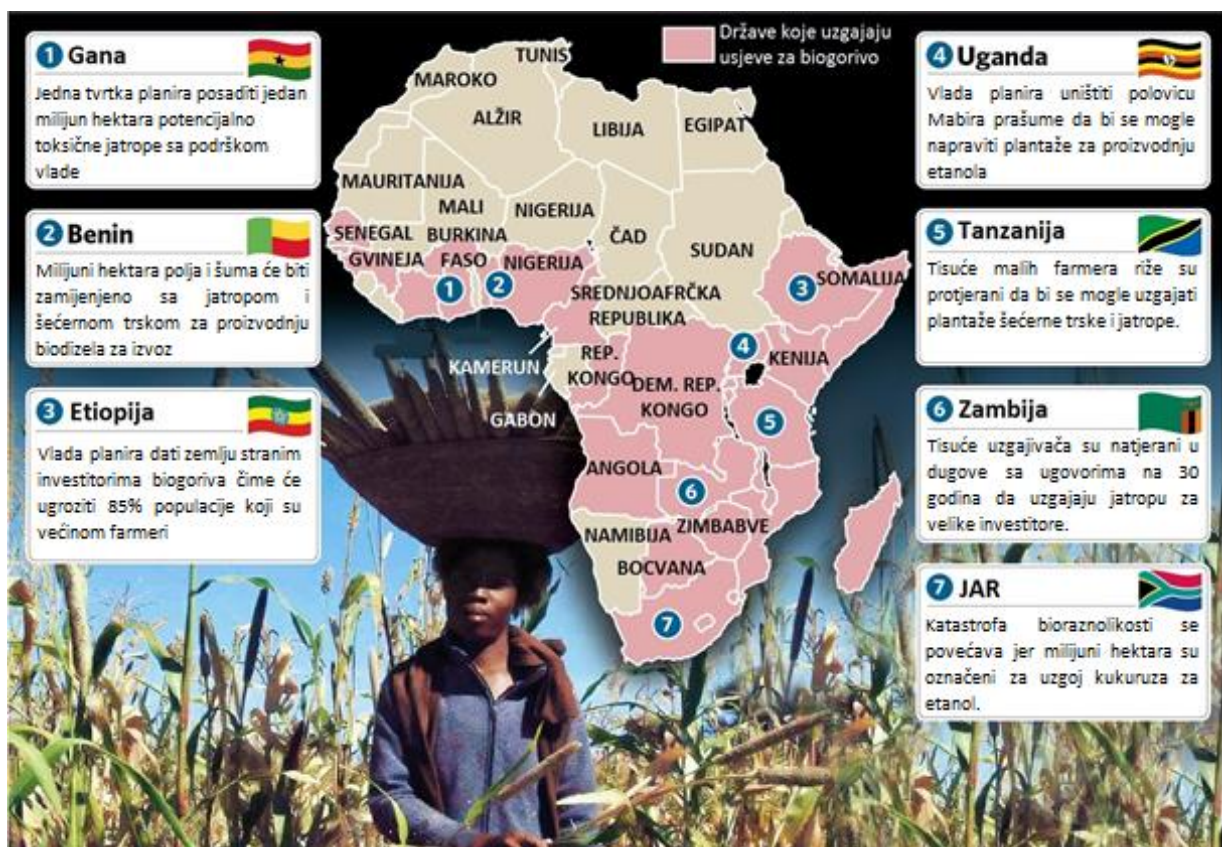 1 Gana
Jedna tvrtka planira posaditi jedan
milijun hektara potencijalno
toksične jatrope sa podrškom
vlade
2 Benin
Milijuni hektara polja i šuma će biti
zamijenjeno sa jatropom i
šećernom trskom za proizvodnju
biodizela za izvoz
3 Etiopija
Vlada planira dati zemlju stranim
investitorima biogoriva čime će
ugroziti 85% populacije koji su
većinom farmeri
Države koje uzgajaju
usjeve za biogorivo
TUNIS
MAROKO
ALŽIR
LIBIJA
EGIPAT
MAURITANIJA
MALI
NIGERIJA
ČAD
SUDAN
SENEGAL
BURKINA
FASO
GVINEJA
NIGERIJA
SOMALIJA
1
2
3
SREDNJOAFRČKA
REPUBLIKA
4
KAMERUN
REP.
KONGO
KENIJA
DEM. REP.
KONGO
GABON
5
ANGOLA
6
NAMIBIJA
ZIMBABVE
BOCVANA
7
4 Uganda
Vlada planira uništiti polovicu
Mabira prašume da bi se mogle
napraviti plantaže za proizvodnju
etanola
5 Tanzanija
Tisuće malih farmera riže su
protjerani da bi se mogle uzgajati
plantaže šećerne trske i jatrope.
6 Zambija
Tisuće uzgajivača su natjerani u
dugove sa ugovorima na 30
godina da uzgajaju jatropu za
velike investitore.
7 JAR
Katastrofa bioraznolikosti se
povećava jer milijuni hektara su
označeni za uzgoj kukuruza za
etanol.